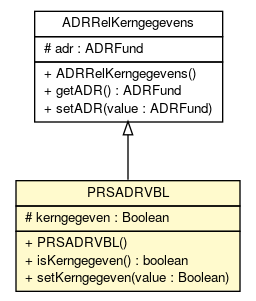 ADRRelKerngegevens
# adr : ADRFund
+ ADRRelKerngegevens()
+ getADR() : ADRFund
+ setADR(value : ADRFund)
PRSADRVBL
# kerngegeven : Boolean
+ PRSADRVBL()
+ isKerngegeven() : boolean
+ setKerngegeven(value : Boolean)